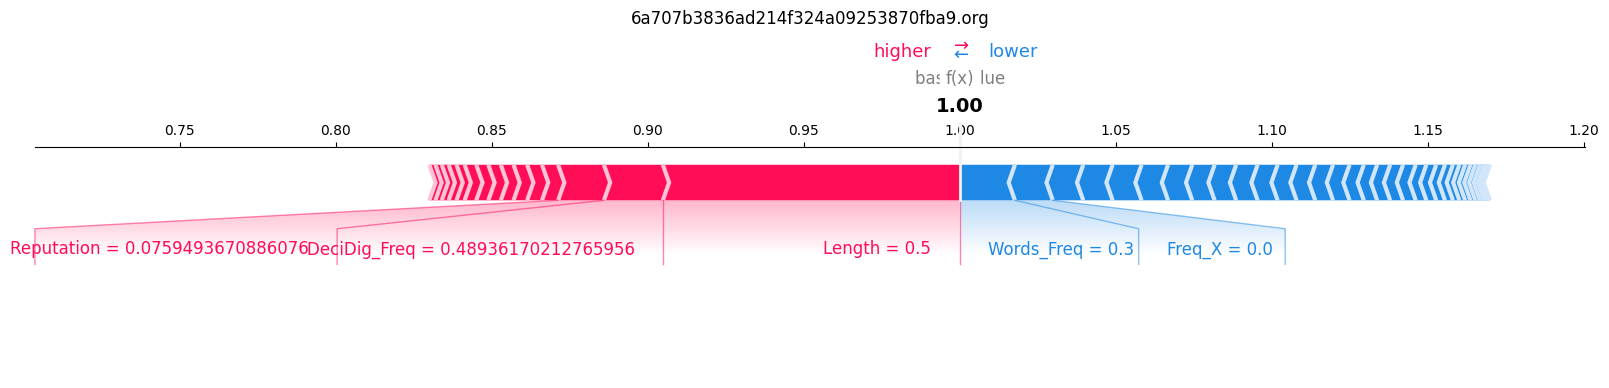 6a707b3836ad214f324a09253870fba9.org
higher ⇄ lower
bas f(x) lue
1.00
0.75 0.80 0.85 0.90 0.95 1.00 1.05 1.10 1.15 1.20
Reputation = 0.0759493670886076 DeciDig_Freq = 0.48936170212765956 Length = 0.5 Words_Freq = 0.3 Freq_X = 0.0